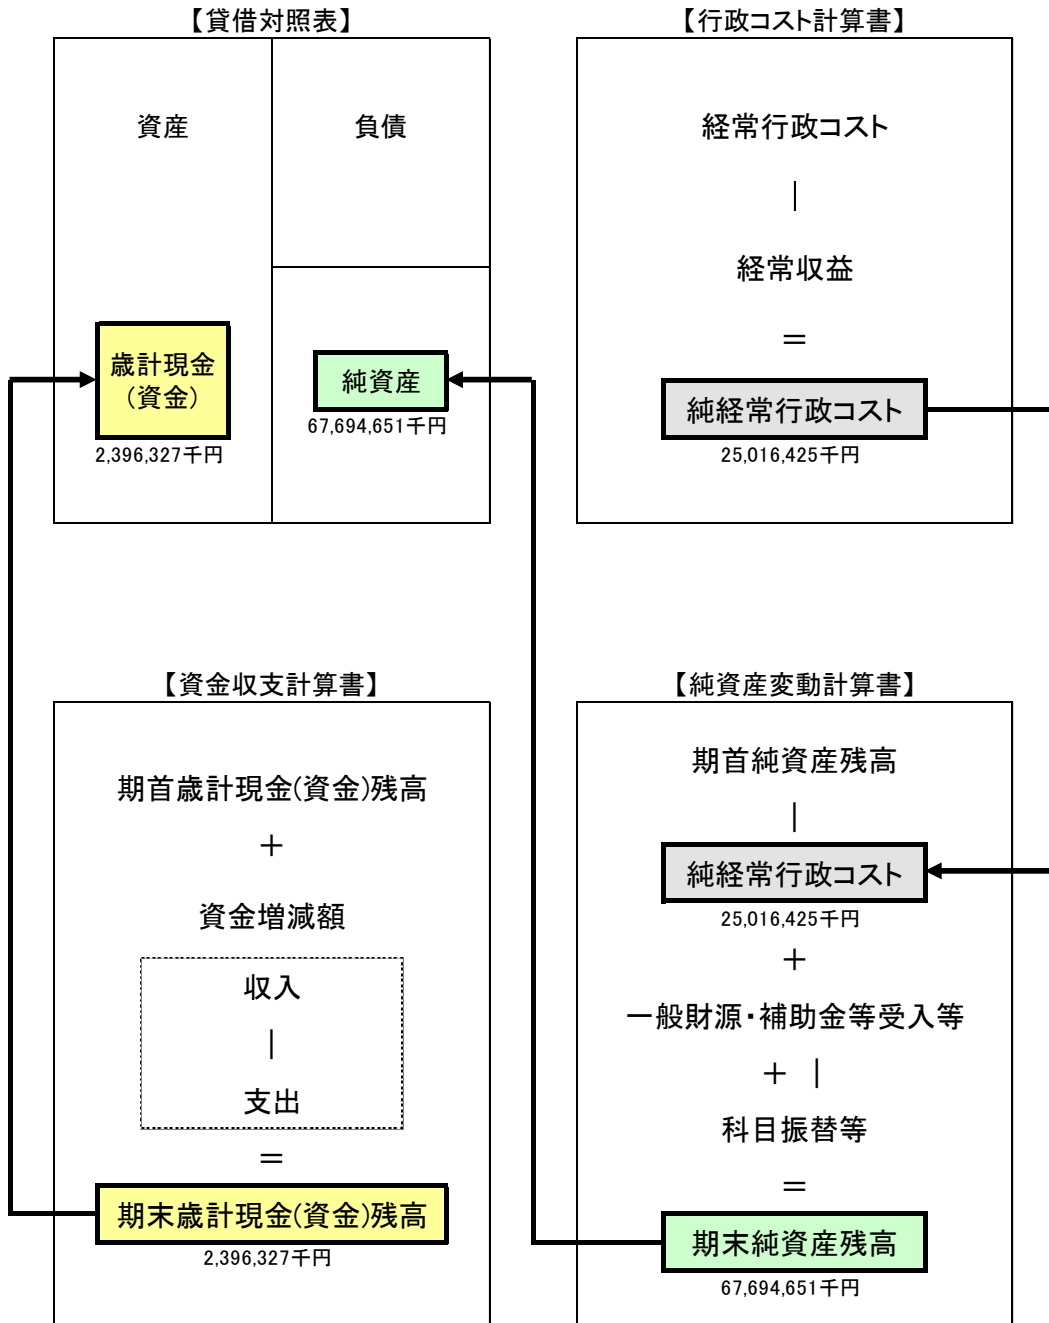 【貸借対照表】
資産
負債
歳計現金
(資金)
2,396,327千円
純資産
67,694,651千円
【行政コスト計算書】
経常行政コスト
|
経常収益
＝
純経常行政コスト
25,016,425千円
【資金収支計算書】
期首歳計現金(資金)残高
＋
資金増減額
収入
|
支出
＝
期末歳計現金(資金)残高
2,396,327千円
【純資産変動計算書】
期首純資産残高
|
純経常行政コスト
25,016,425千円
＋
一般財源・補助金等受入等
＋ |
科目振替等
＝
期末純資産残高
67,694,651千円